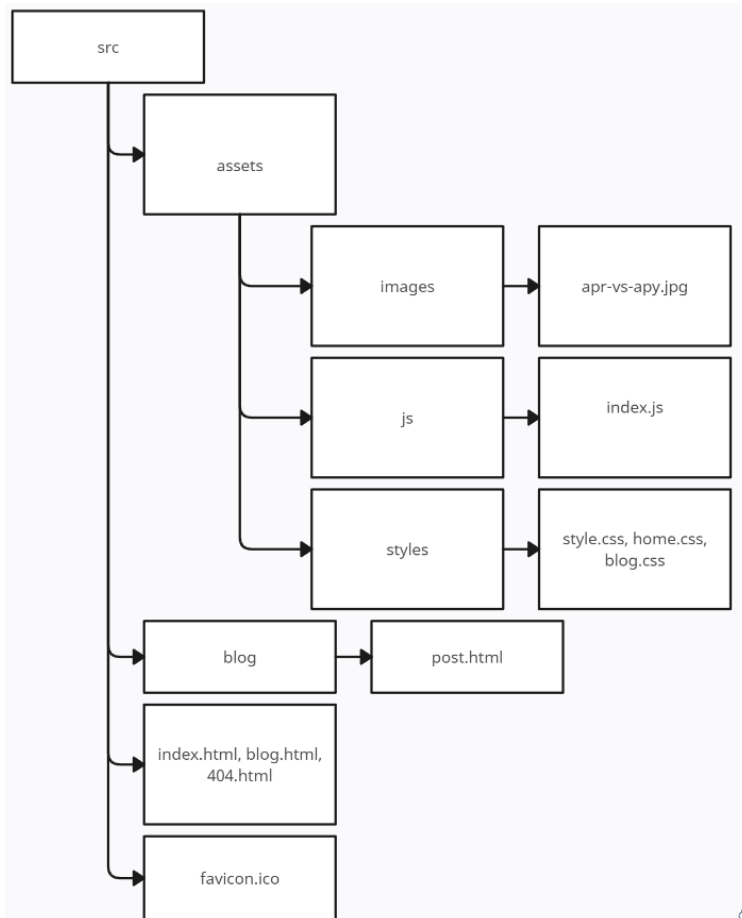 src
assets
images
apr-vs-apy.jpg
js
index.js
styles
style.css, home.css,
blog.css
blog
post.html
index.html, blog.html,
404.html
favicon.ico